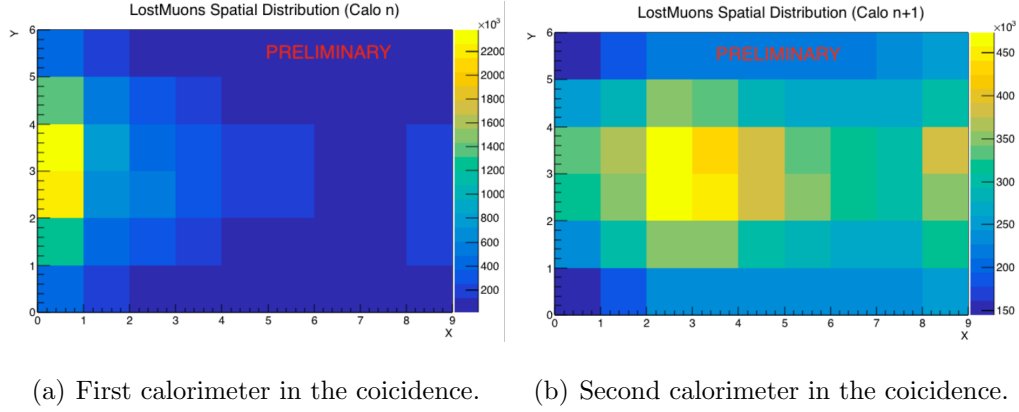 LostMuons Spatial Distribution (Calo n)
Y
6
5
4
3
2
1
0
0 1 2 3 4 5 6 7 8 9
X
PRELIMINARY
×10³
2200
2000
1800
1600
1400
1200
1000
800
600
400
200
(a) First calorimeter in the coicidence.
LostMuons Spatial Distribution (Calo n+1)
Y
6
5
4
3
2
1
0
0 1 2 3 4 5 6 7 8 9
X
PRELIMINARY
×10³
450
400
350
300
250
200
150
(b) Second calorimeter in the coicidence.